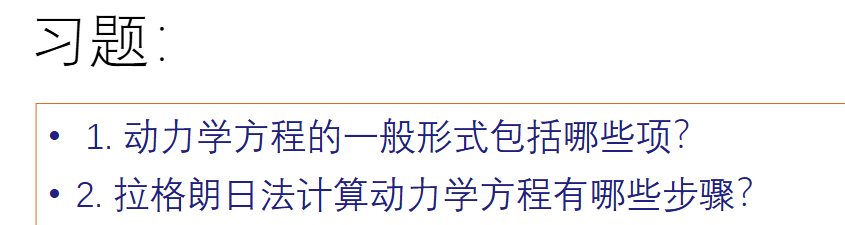 习题：
• 1. 动力学方程的一般形式包括哪些项？
• 2. 拉格朗日法计算动力学方程有哪些步骤？